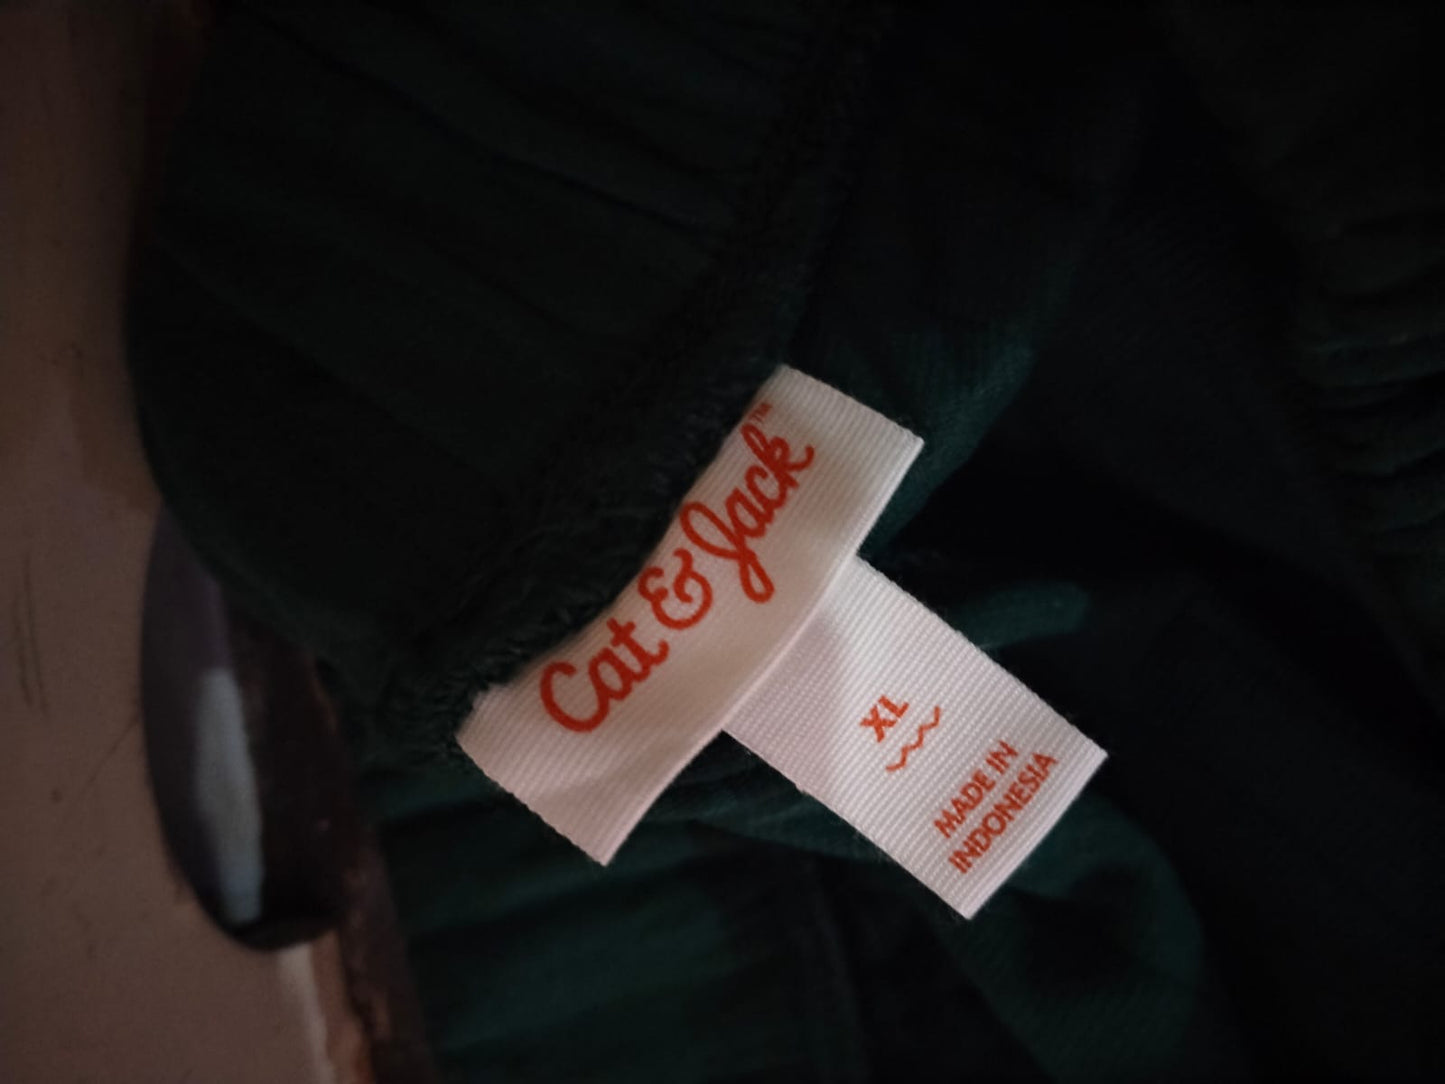 Cat & Jack™
XL
MADE IN
INDONESIA